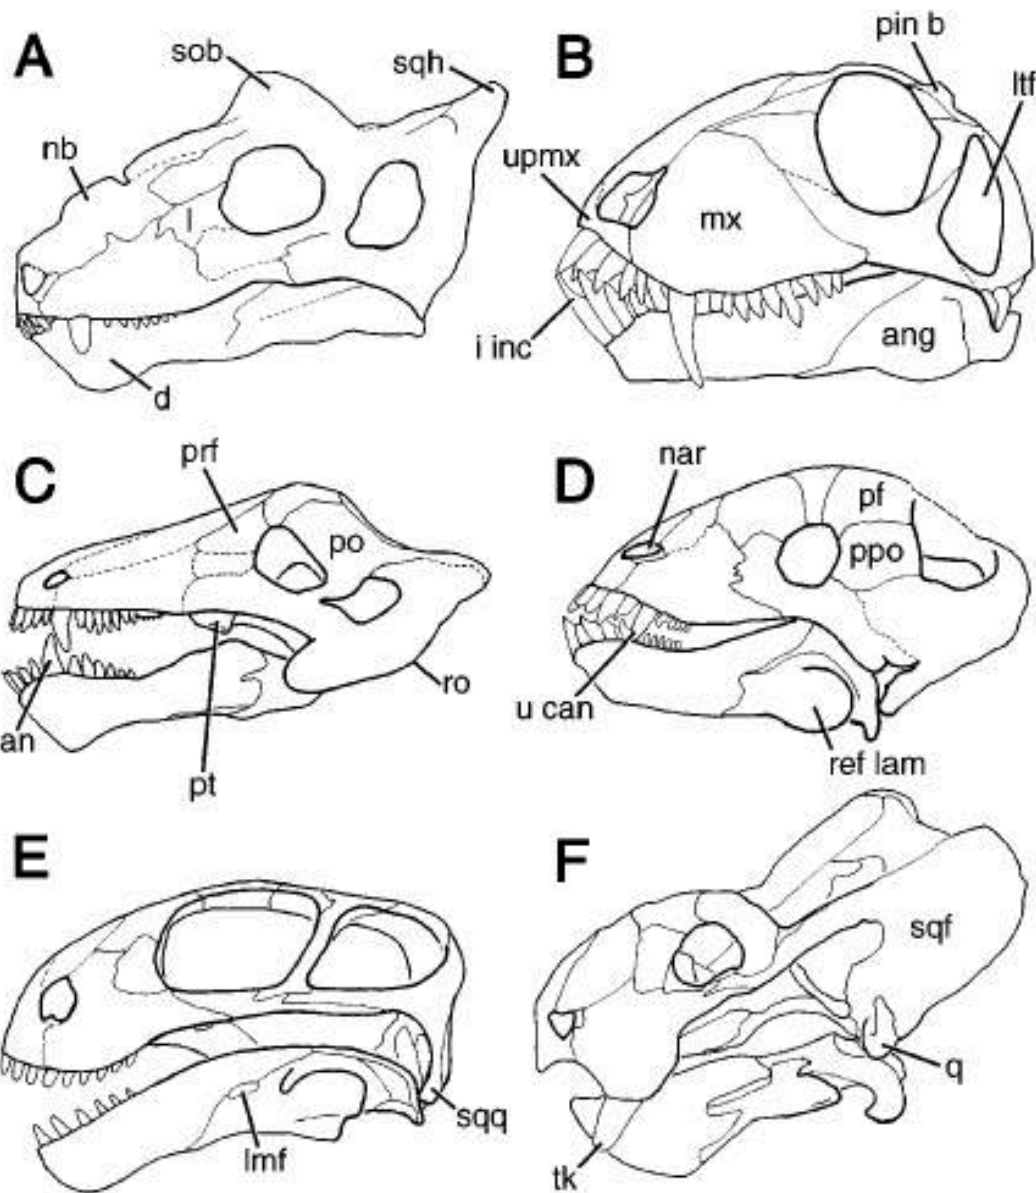 A
sob
sqh
nb
l
d
B
pin b
ltf
upmx
mx
i inc
ang
C
prf
po
an
pt
ro
D
nar
pf
ppo
u can
ref lam
E
lmf
sqq
F
sqf
q
tk